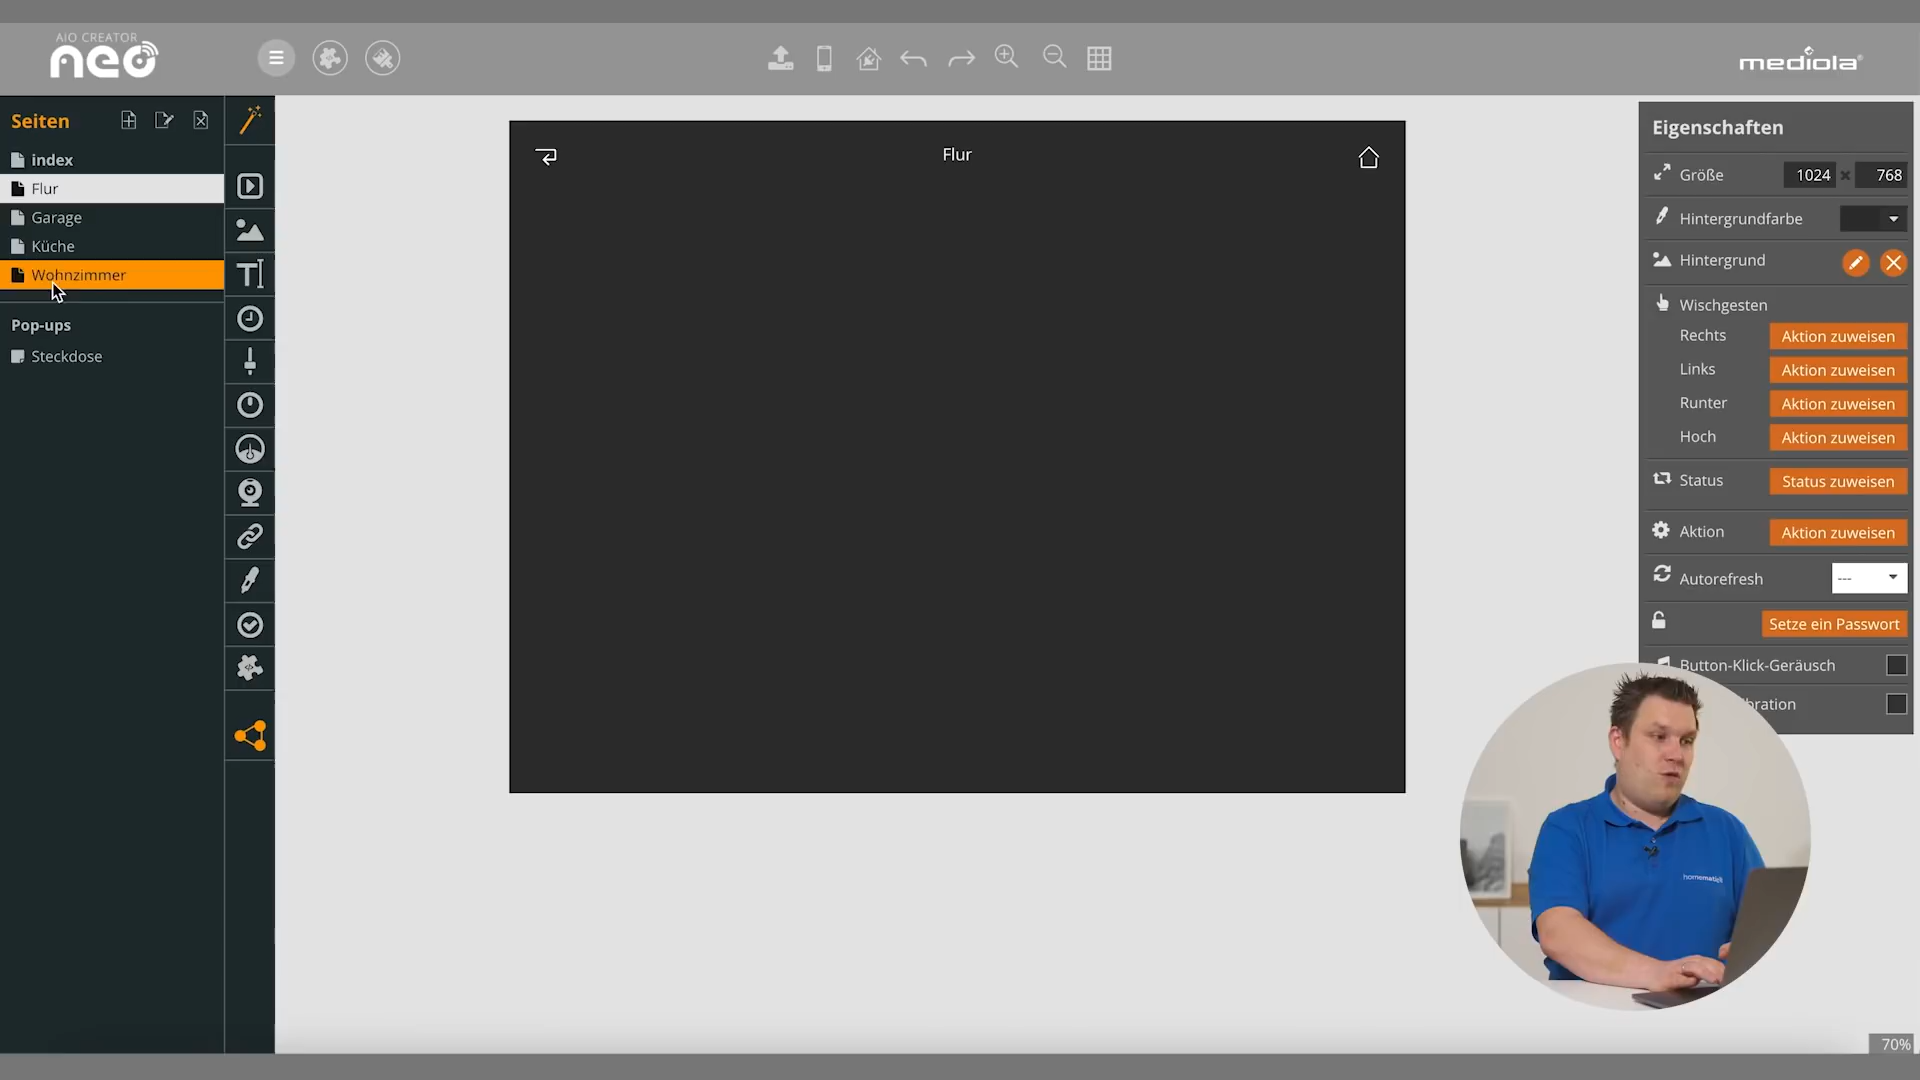 AIO CREATOR
neo
mediola®
Seiten
index
Flur
Garage
Küche
Wohnzimmer
Pop-ups
Steckdose
Flur
Eigenschaften
Größe 1024 × 768
Hintergrundfarbe
Hintergrund
Wischgesten
Rechts Aktion zuweisen
Links Aktion zuweisen
Runter Aktion zuweisen
Hoch Aktion zuweisen
Status Status zuweisen
Aktion Aktion zuweisen
Autorefresh ---
Setze ein Passwort
Button-Klick-Geräusch
bration
homematic
70%